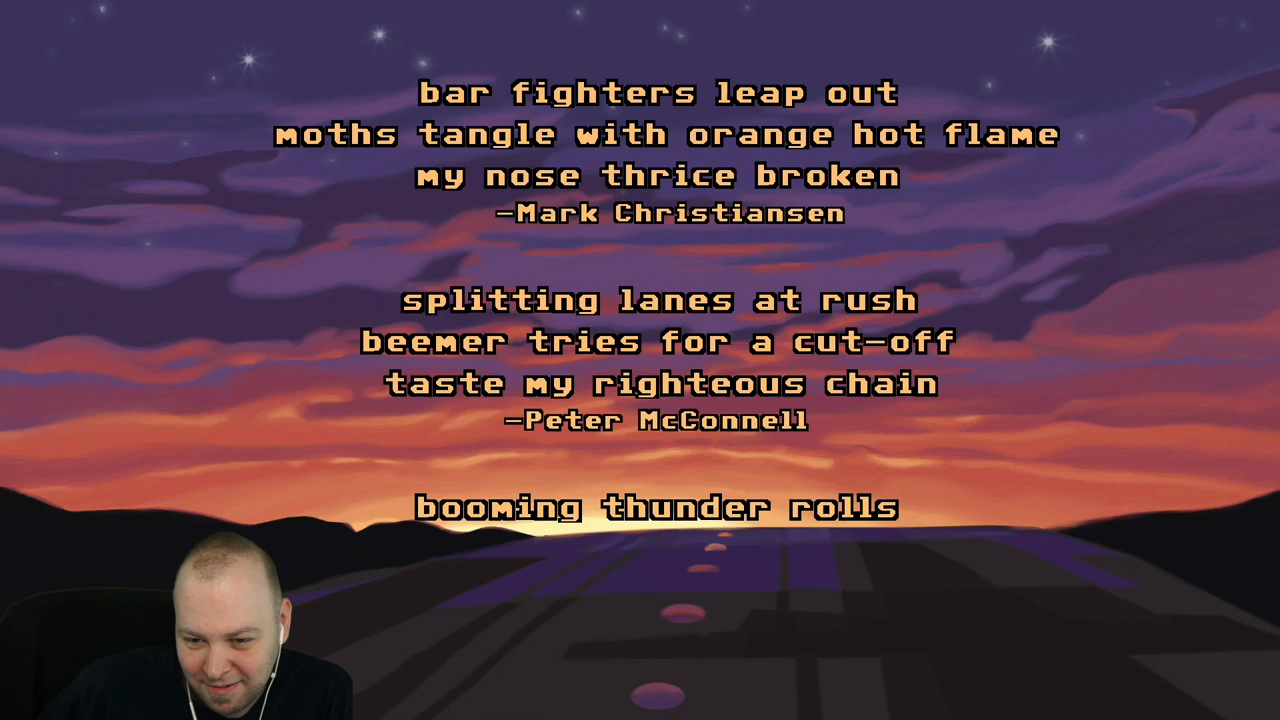 bar fighters leap out
moths tangle with orange hot flame
my nose thrice broken
-Mark Christiansen
splitting lanes at rush
beemer tries for a cut-off
taste my righteous chain
-Peter McConnell
booming thunder rolls